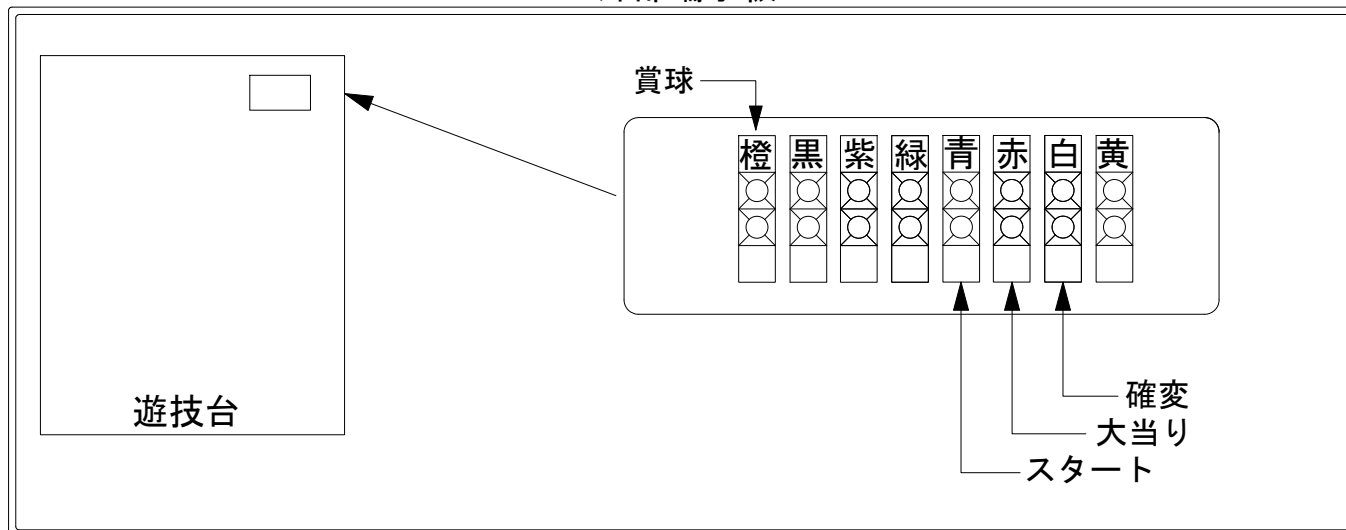 賞球
橙 黒 紫 緑 青 赤 白 黄
遊技台
確変
大当り
スタート